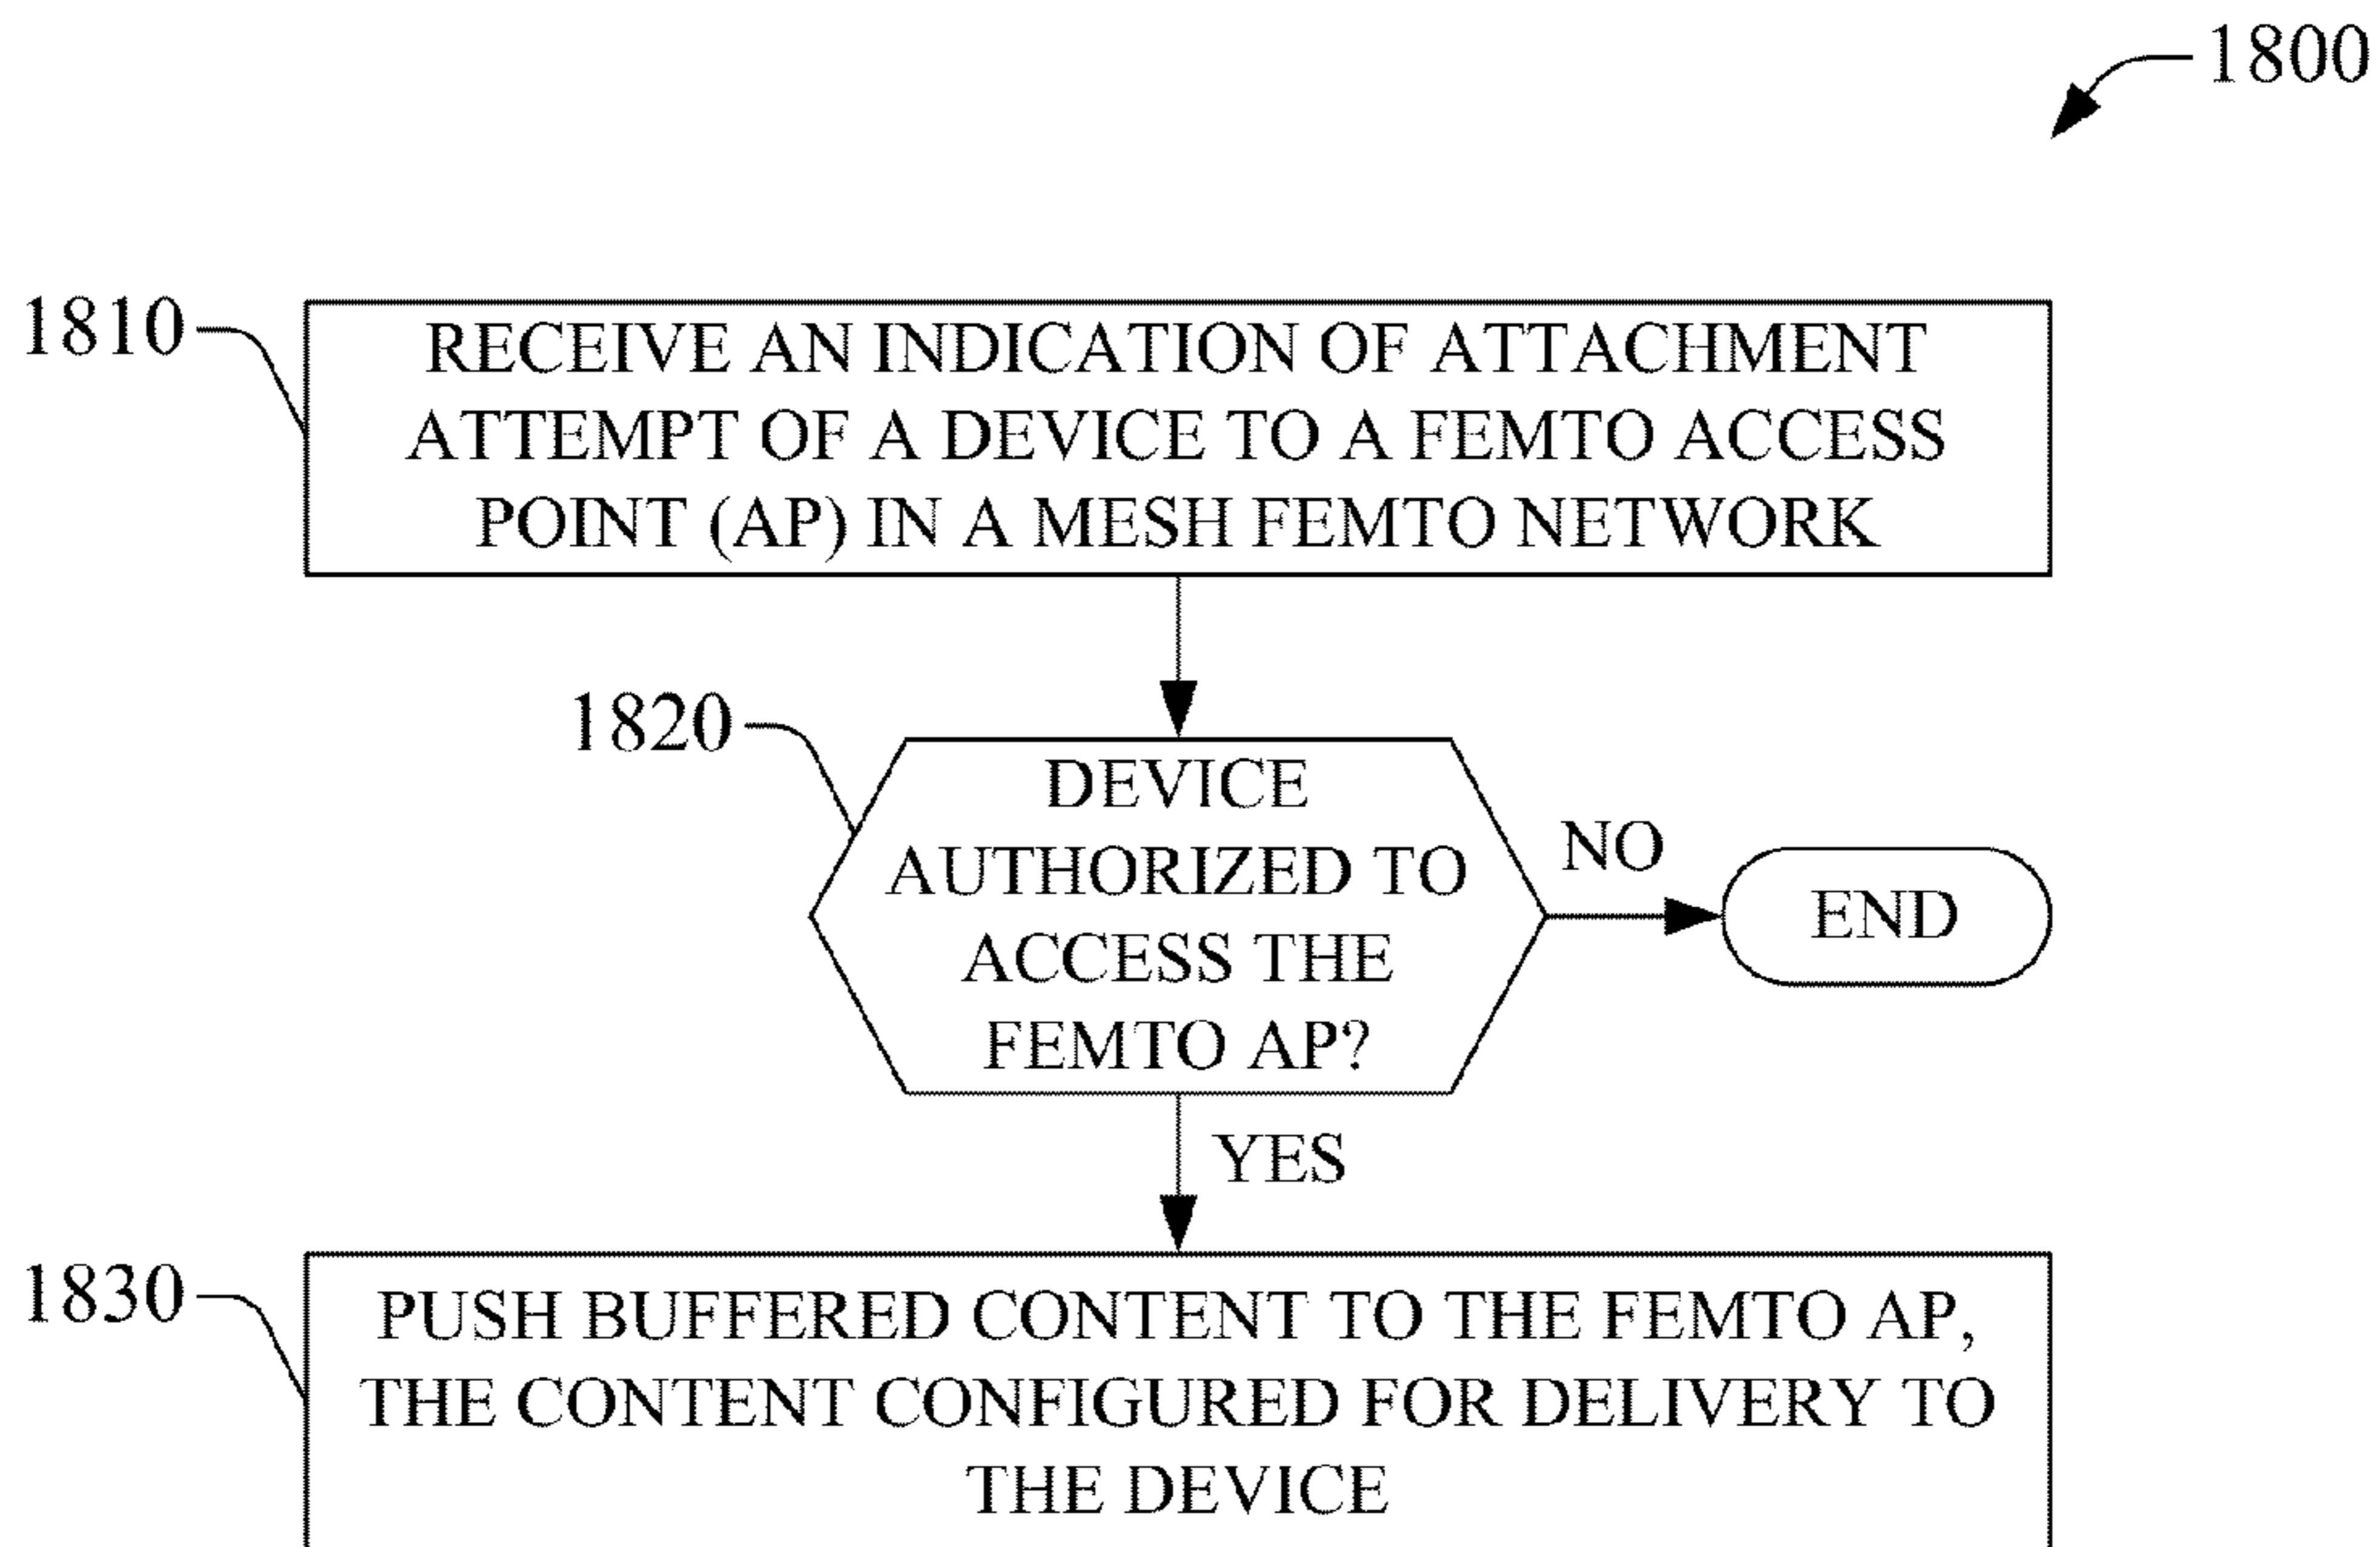 1800
1810
RECEIVE AN INDICATION OF ATTACHMENT
ATTEMPT OF A DEVICE TO A FEMTO ACCESS
POINT (AP) IN A MESH FEMTO NETWORK
1820
DEVICE
AUTHORIZED TO
ACCESS THE
FEMTO AP?
NO
END
YES
1830
PUSH BUFFERED CONTENT TO THE FEMTO AP,
THE CONTENT CONFIGURED FOR DELIVERY TO
THE DEVICE